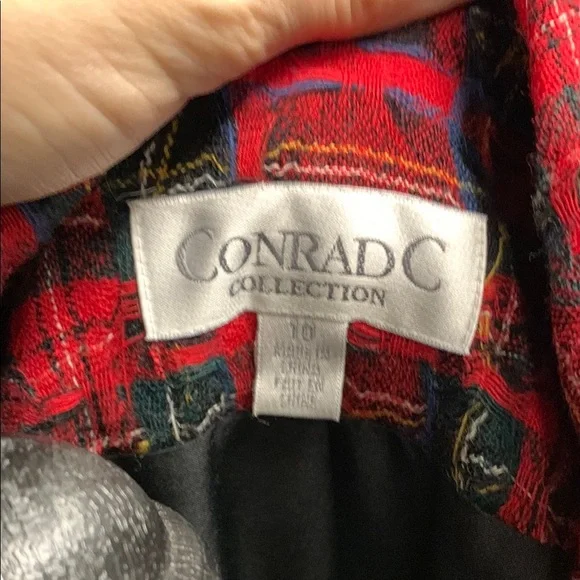 CONRAD C
COLLECTION
10
MADE IN
CHINA
FAIT EN
CHINE